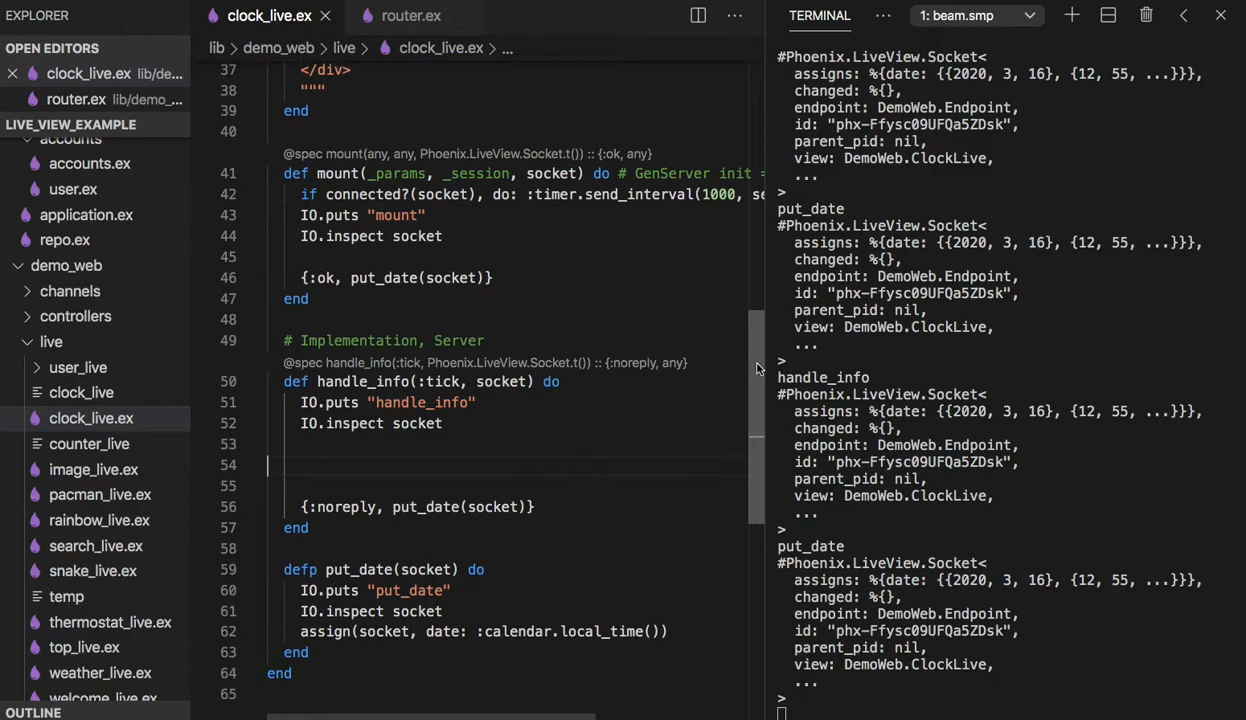 EXPLORER
OPEN EDITORS
clock_live.ex lib/de...
router.ex lib/demo_...
LIVE_VIEW_EXAMPLE
accounts
accounts.ex
user.ex
application.ex
repo.ex
demo_web
channels
controllers
live
user_live
clock_live
clock_live.ex
counter_live
image_live.ex
pacman_live.ex
rainbow_live.ex
search_live.ex
snake_live.ex
temp
thermostat_live.ex
top_live.ex
weather_live.ex
welcome_live.ex
OUTLINE
clock_live.ex
router.ex
lib > demo_web > live > clock_live.ex > ...
37 </div>
38 """
39 end
40
@spec mount(any, any, Phoenix.LiveView.Socket.t()) :: {:ok, any}
41 def mount(_params, _session, socket) do # GenServer init =
42 if connected?(socket), do: :timer.send_interval(1000, se
43 IO.puts "mount"
44 IO.inspect socket
45
46 {:ok, put_date(socket)}
47 end
48
49 # Implementation, Server
@spec handle_info(:tick, Phoenix.LiveView.Socket.t()) :: {:noreply, any}
50 def handle_info(:tick, socket) do
51 IO.puts "handle_info"
52 IO.inspect socket
53
54
55
56 {:noreply, put_date(socket)}
57 end
58
59 defp put_date(socket) do
60 IO.puts "put_date"
61 IO.inspect socket
62 assign(socket, date: :calendar.local_time())
63 end
64 end
65
TERMINAL ... 1: beam.smp
#Phoenix.LiveView.Socket<
assigns: %{date: {{2020, 3, 16}, {12, 55, ...}}},
changed: %{},
endpoint: DemoWeb.Endpoint,
id: "phx-Ffysc09UFQa5ZDsk",
parent_pid: nil,
view: DemoWeb.ClockLive,
...
>
put_date
#Phoenix.LiveView.Socket<
assigns: %{date: {{2020, 3, 16}, {12, 55, ...}}},
changed: %{},
endpoint: DemoWeb.Endpoint,
id: "phx-Ffysc09UFQa5ZDsk",
parent_pid: nil,
view: DemoWeb.ClockLive,
...
>
handle_info
#Phoenix.LiveView.Socket<
assigns: %{date: {{2020, 3, 16}, {12, 55, ...}}},
changed: %{},
endpoint: DemoWeb.Endpoint,
id: "phx-Ffysc09UFQa5ZDsk",
parent_pid: nil,
view: DemoWeb.ClockLive,
...
>
put_date
#Phoenix.LiveView.Socket<
assigns: %{date: {{2020, 3, 16}, {12, 55, ...}}},
changed: %{},
endpoint: DemoWeb.Endpoint,
id: "phx-Ffysc09UFQa5ZDsk",
parent_pid: nil,
view: DemoWeb.ClockLive,
...
>